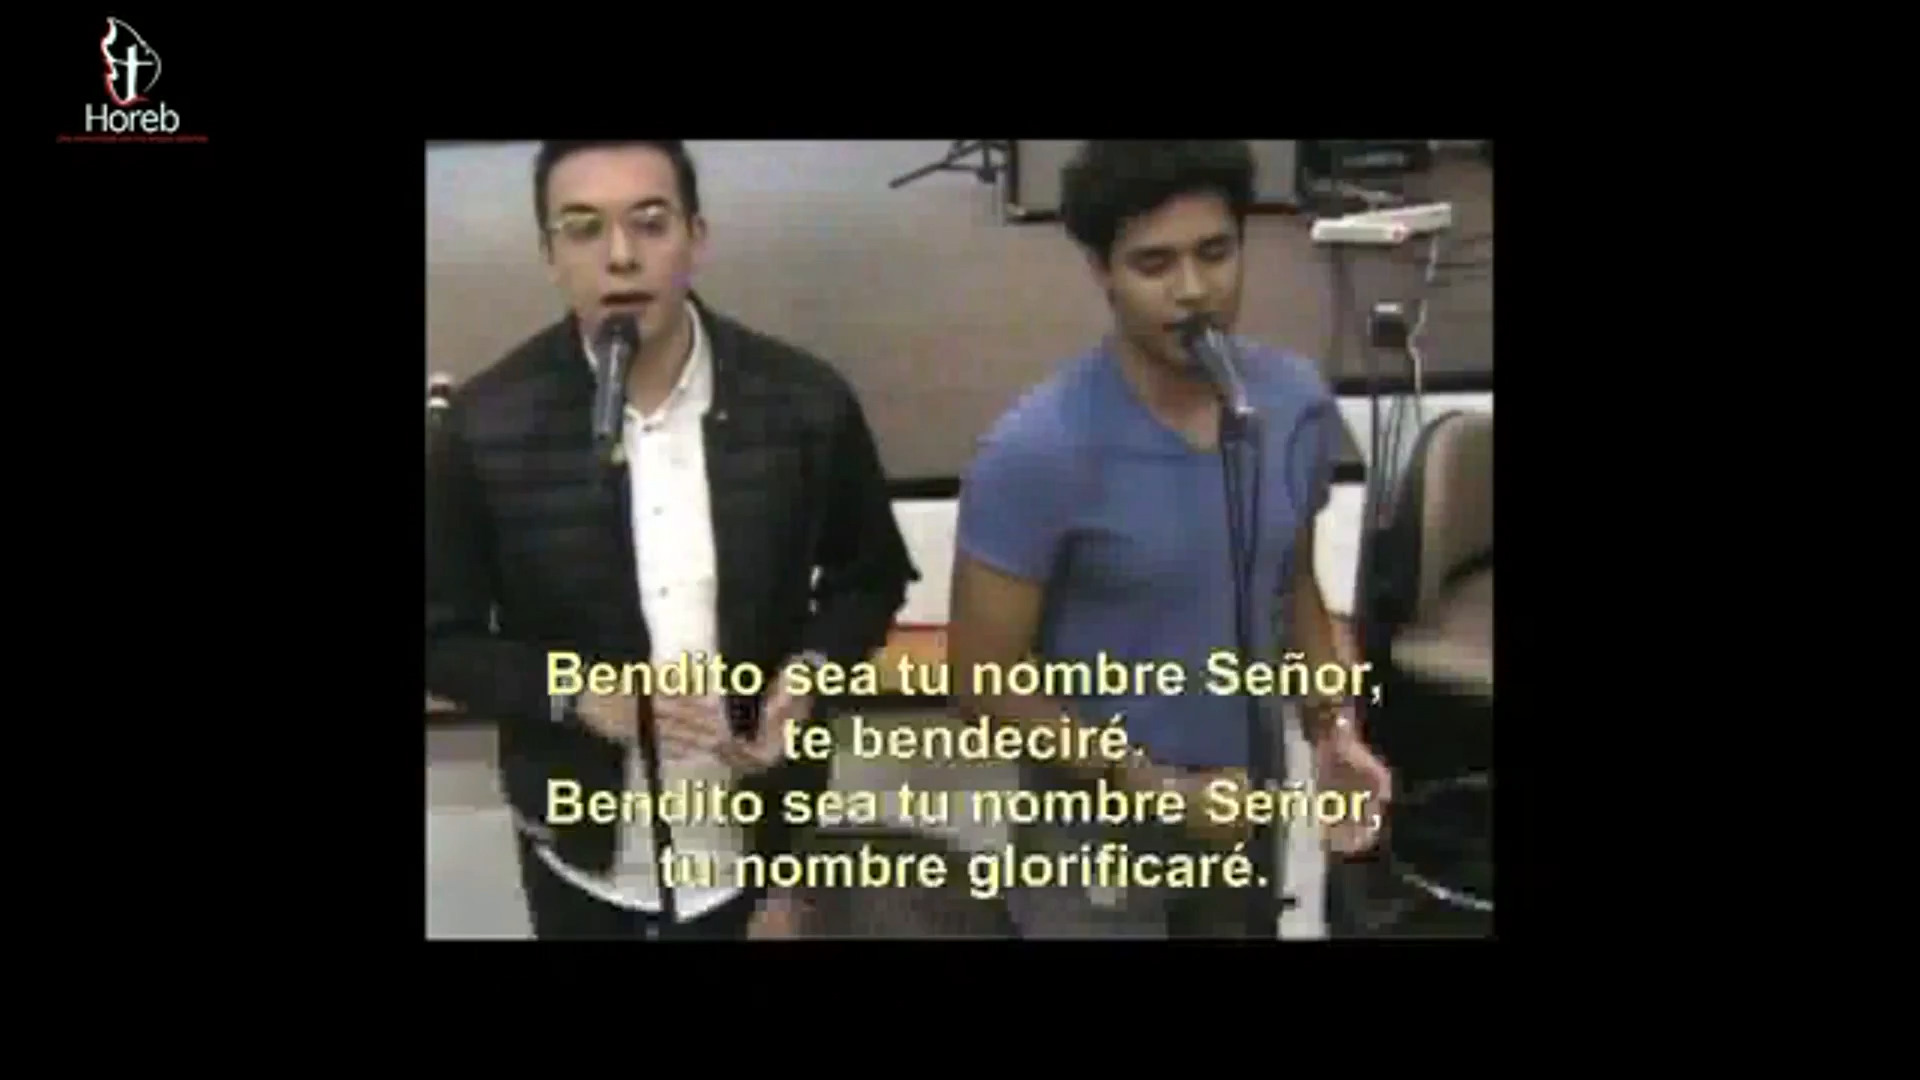 Horeb
Bendito sea tu nombre Señor,
te bendeciré.
Bendito sea tu nombre Señor,
tu nombre glorificaré.